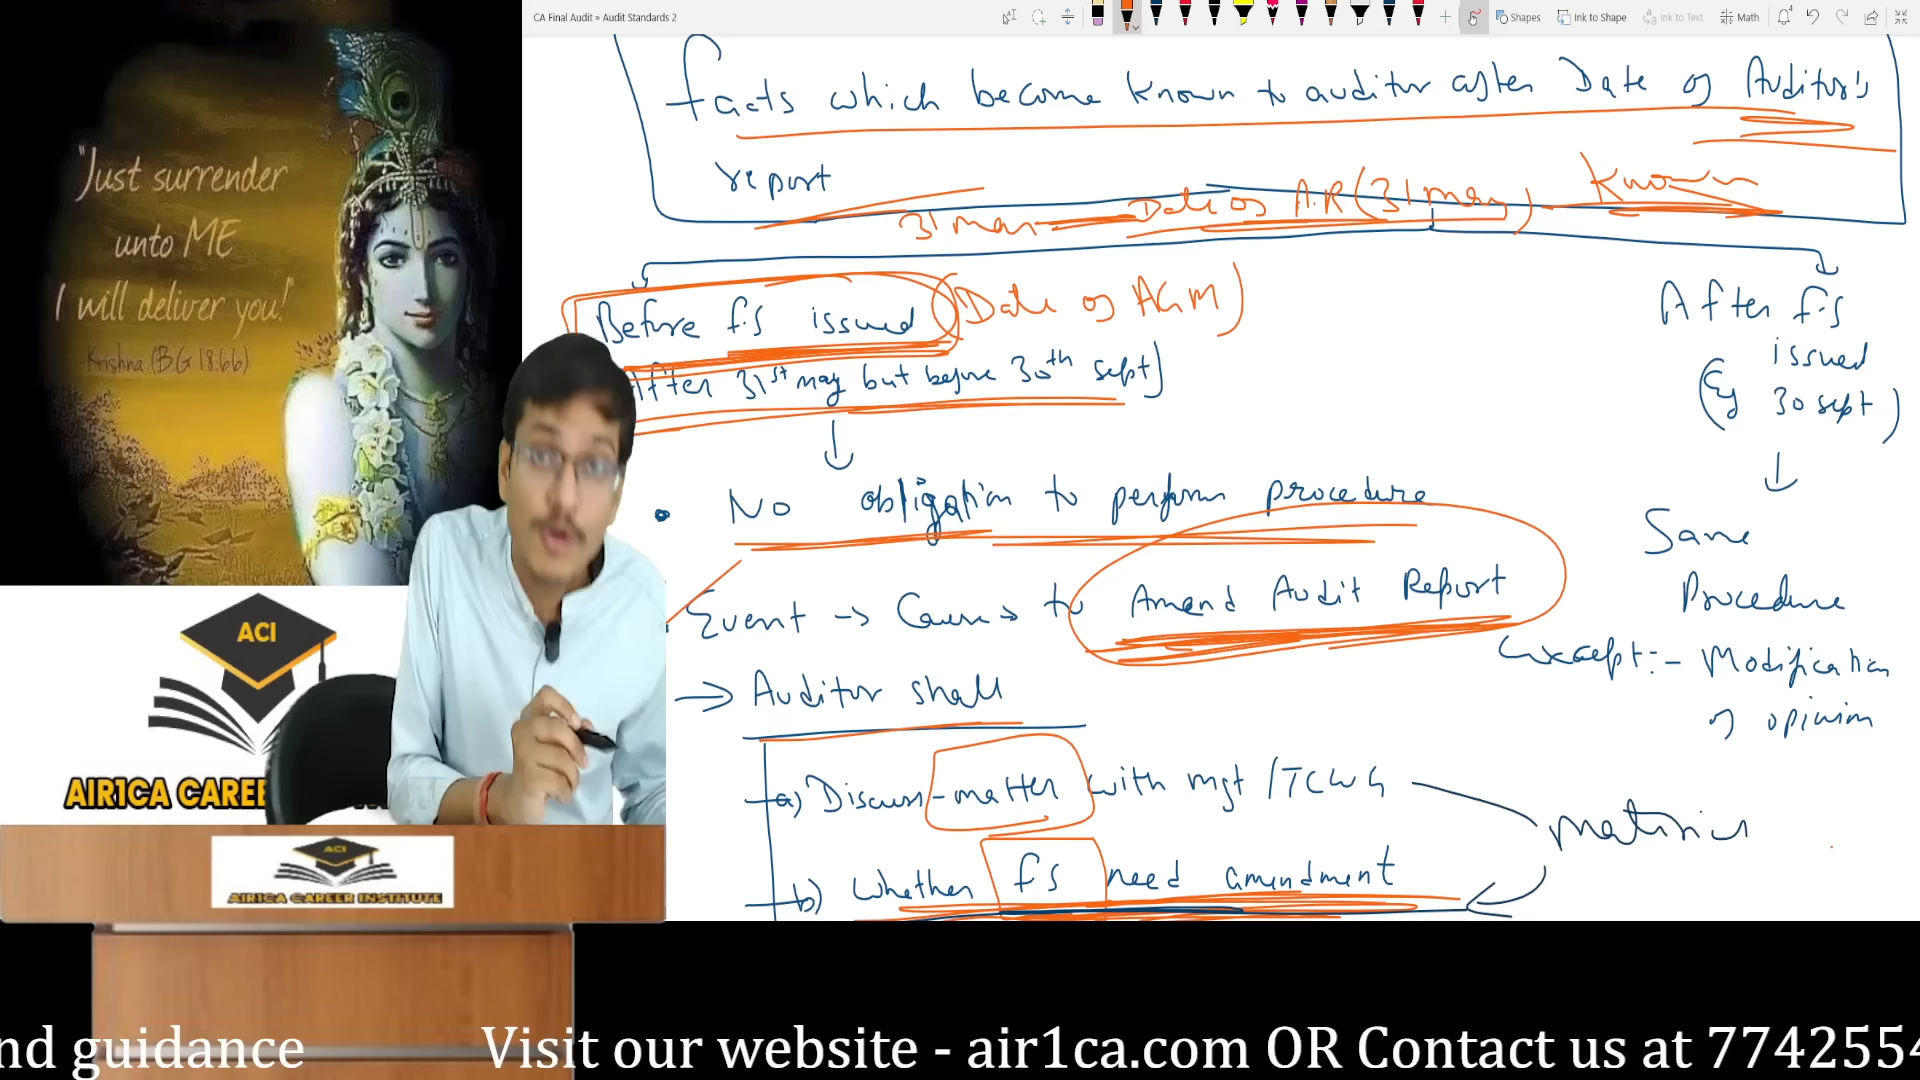 CA Final Audit » Audit Standards 2
Shapes
Ink to Shape
Ink to Text
Math
"Just surrender
unto ME
I will deliver you!"
-Krishna (B.G 18:66)
facts which become known to auditor after Date of Auditor's
report
31 mar Date of A.R (31 may) - Known
Before f.s issued (Date of AGM)
After 31st may but before 30th sept)
• No obligation to perform procedure
Event → Cause → to Amend Audit Report
→ Auditor shall
a) Discuss matter with mgt / TCWG
b) Whether fs need amendment
After f.s
issued
(Eg 30 sept)
Same
Procedure
Except:- Modification
of opinion
ACI
AIR1CA CAREE
ACI
AIR1CA CAREER INSTITUTE
nd guidance Visit our website - air1ca.com OR Contact us at 7742554